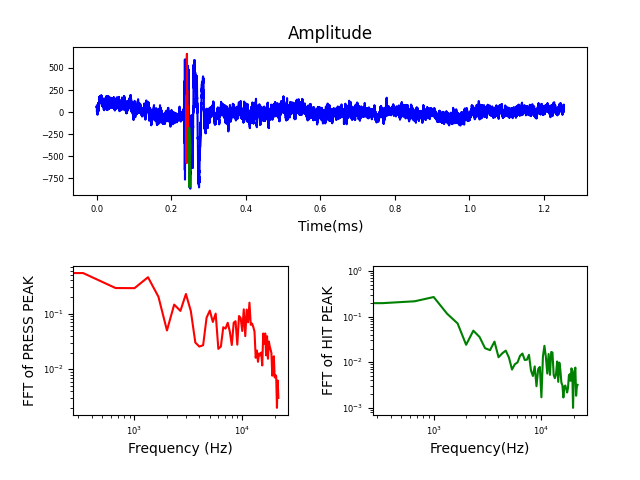 Amplitude
500
250
0
−250
−500
−750
0.0 0.2 0.4 0.6 0.8 1.0 1.2
Time(ms)
FFT of PRESS PEAK
10⁻¹
10⁻²
10³ 10⁴
Frequency (Hz)
FFT of HIT PEAK
10⁰
10⁻¹
10⁻²
10⁻³
10³ 10⁴
Frequency(Hz)